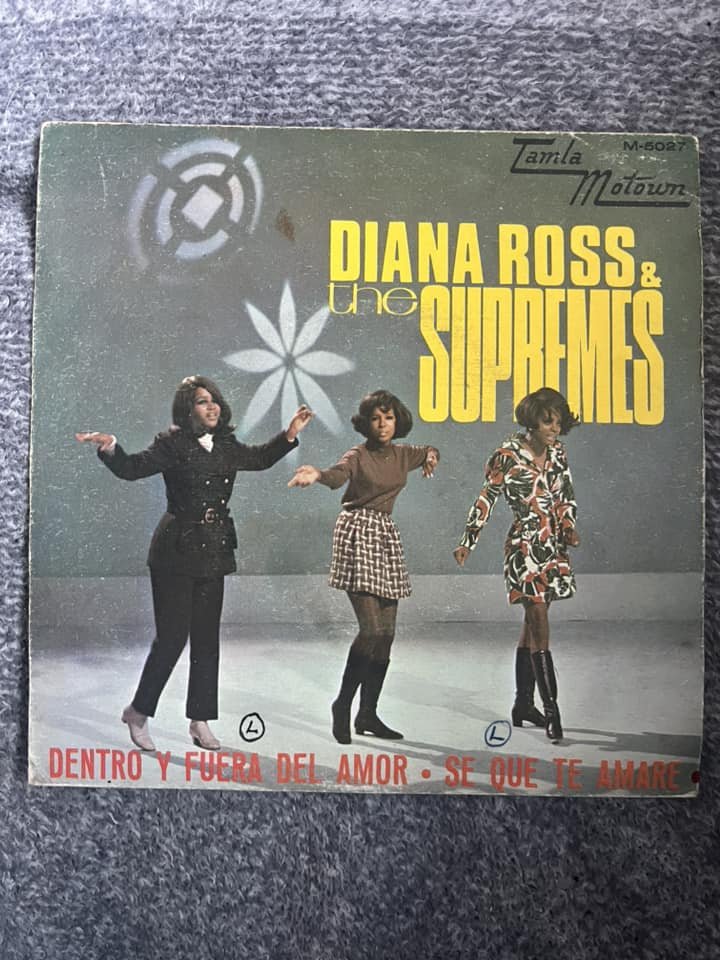 M-5027
Tamla
Motown
DIANA ROSS &
the SUPREMES
L
L
DENTRO Y FUERA DEL AMOR • SE QUE TE AMARE